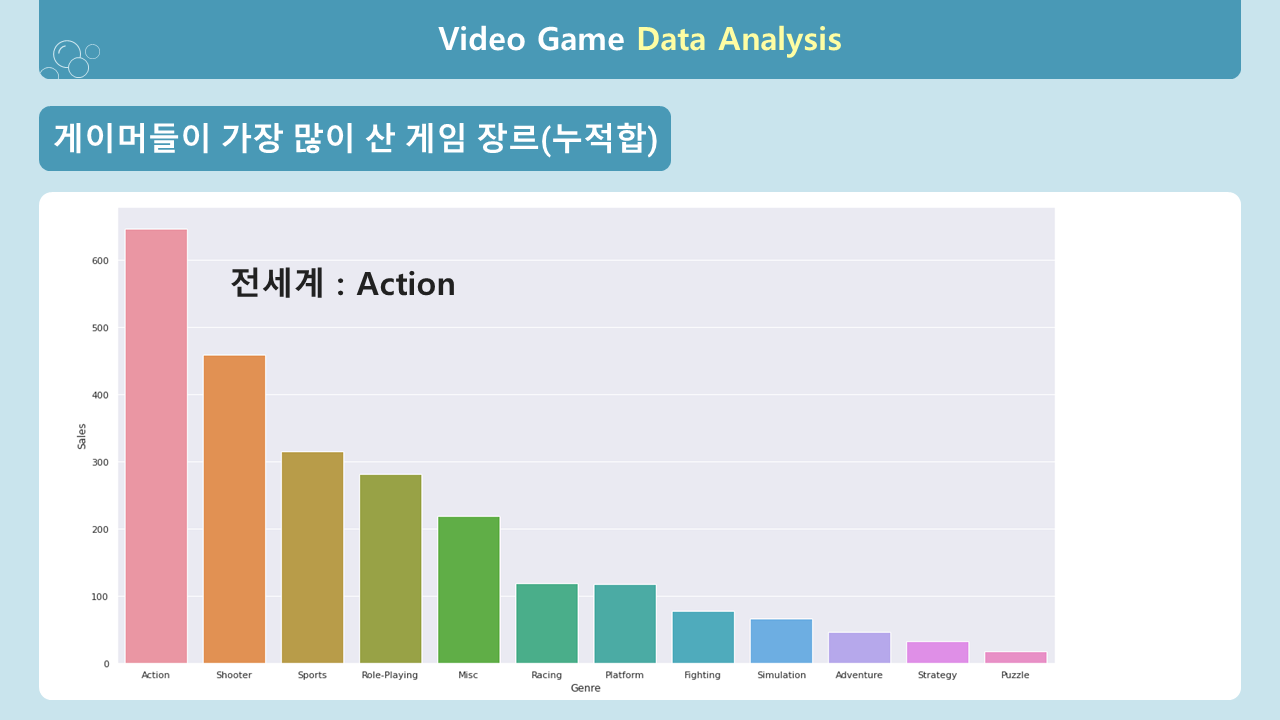 Video Game Data Analysis
게이머들이 가장 많이 산 게임 장르(누적합)
전세계 : Action
600
500
400
300
200
100
0
Sales
Action Shooter Sports Role-Playing Misc Racing Platform Fighting Simulation Adventure Strategy Puzzle
Genre